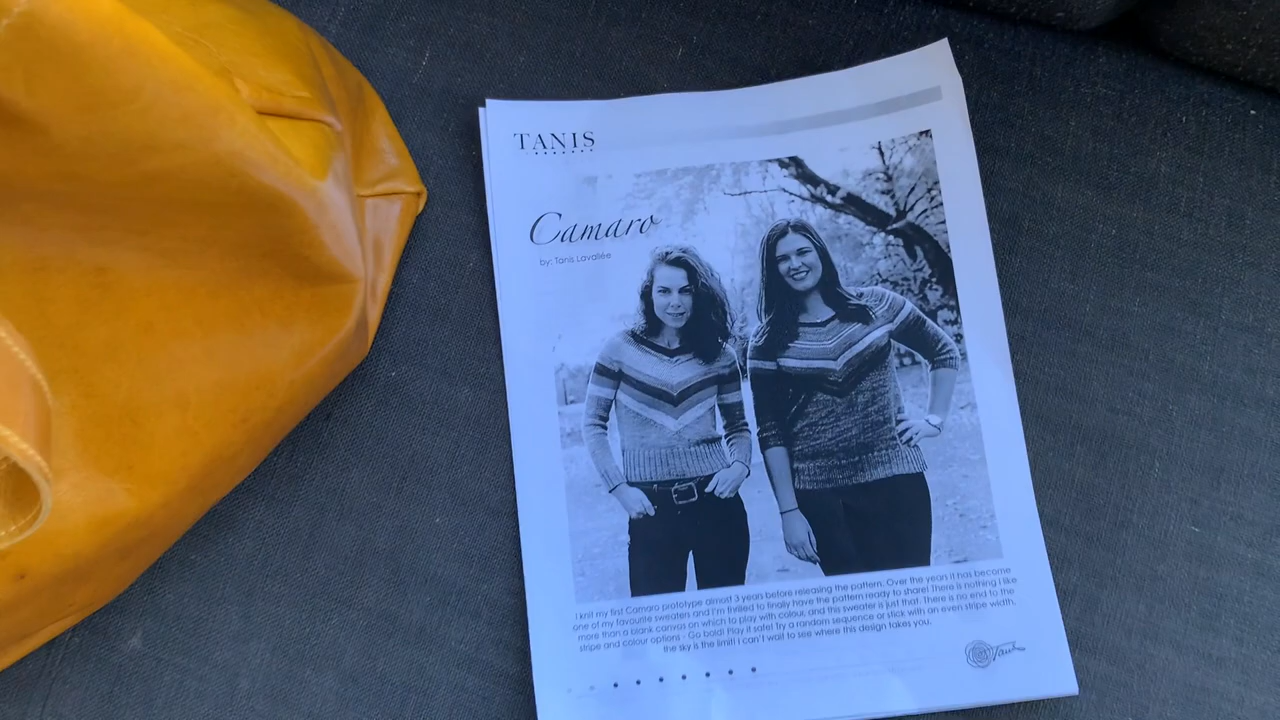 TANIS
Camaro
by: Tanis Lavallée
I knit my first Camaro prototype almost 3 years before releasing the pattern. Over the years it has become
one of my favourite sweaters and I'm thrilled to finally have the pattern ready to share! There is nothing I like
more than a blank canvas on which to play with colour, and this sweater is just that. There is no end to the
stripe and colour options - Go bold! Play it safe! Try a random sequence or stick with an even stripe width,
the sky is the limit! I can't wait to see where this design takes you.
Tanis